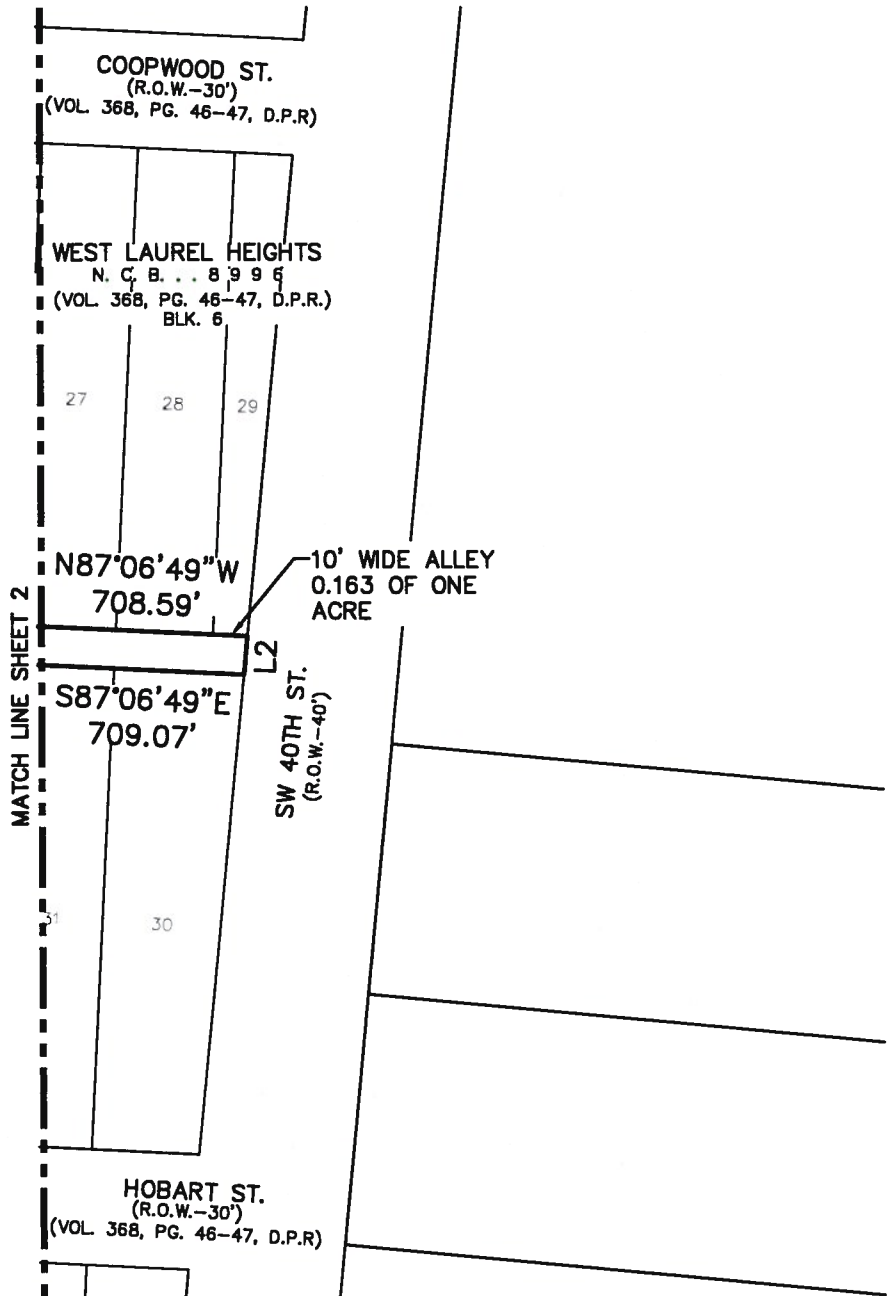 COOPWOOD ST.
(R.O.W.-30')
(VOL. 368, PG. 46-47, D.P.R)
WEST LAUREL HEIGHTS
N. C. B. . . 8 9 9 6
(VOL. 368, PG. 46-47, D.P.R.)
BLK. 6
27
28
29
N87°06'49"W
708.59'
10' WIDE ALLEY
0.163 OF ONE
ACRE
L2
MATCH LINE SHEET 2
S87°06'49"E
709.07'
SW 40TH ST.
(R.O.W.-40')
31
30
HOBART ST.
(R.O.W.-30')
(VOL. 368, PG. 46-47, D.P.R)